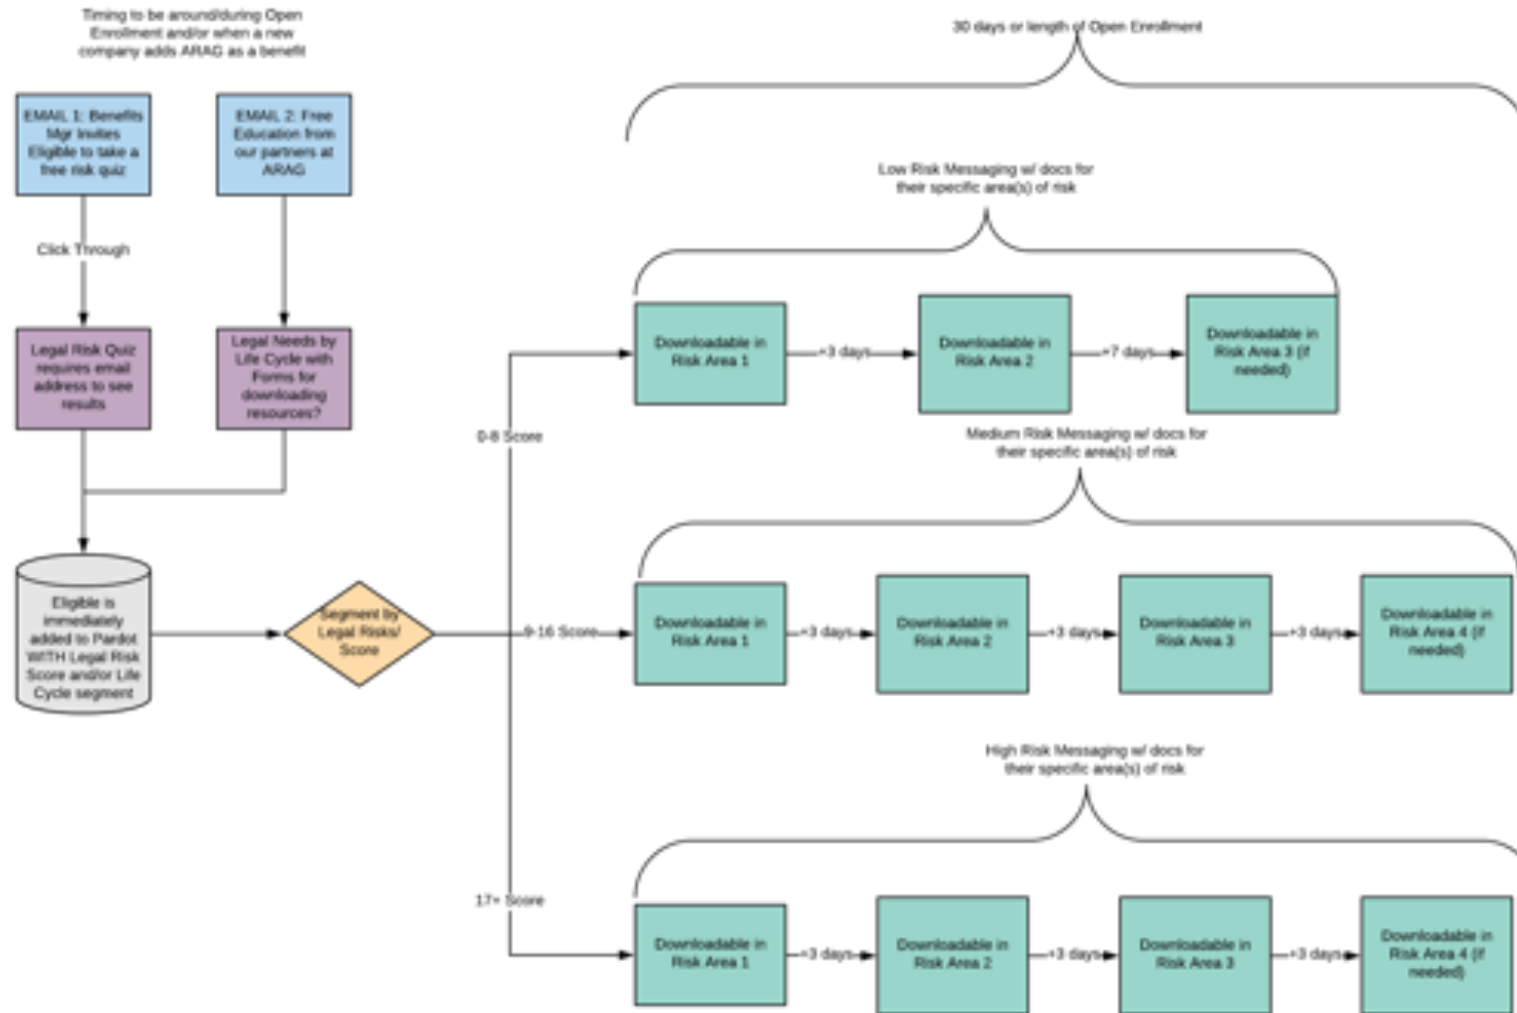 Timing to be around/during Open
Enrollment and/or when a new
company adds ARAG as a benefit
30 days or length of Open Enrollment
EMAIL 1: Benefits
Mgr Invites
Eligible to take a
free risk quiz
EMAIL 2: Free
Education from
our partners at
ARAG
Click Through
Legal Risk Quiz
requires email
address to see
results
Legal Needs by
Life Cycle with
Forms for
downloading
resources?
Eligible is
immediately
added to Pardot
WITH Legal Risk
Score and/or Life
Cycle segment
Segment by
Legal Risks/
Score
0-8 Score
Low Risk Messaging w/ docs for
their specific area(s) of risk
Downloadable in
Risk Area 1
+3 days
Downloadable in
Risk Area 2
+7 days
Downloadable in
Risk Area 3 (if
needed)
9-16 Score
Medium Risk Messaging w/ docs for
their specific area(s) of risk
Downloadable in
Risk Area 1
+3 days
Downloadable in
Risk Area 2
+3 days
Downloadable in
Risk Area 3
+3 days
Downloadable in
Risk Area 4 (if
needed)
17+ Score
High Risk Messaging w/ docs for
their specific area(s) of risk
Downloadable in
Risk Area 1
+3 days
Downloadable in
Risk Area 2
+3 days
Downloadable in
Risk Area 3
+3 days
Downloadable in
Risk Area 4 (if
needed)